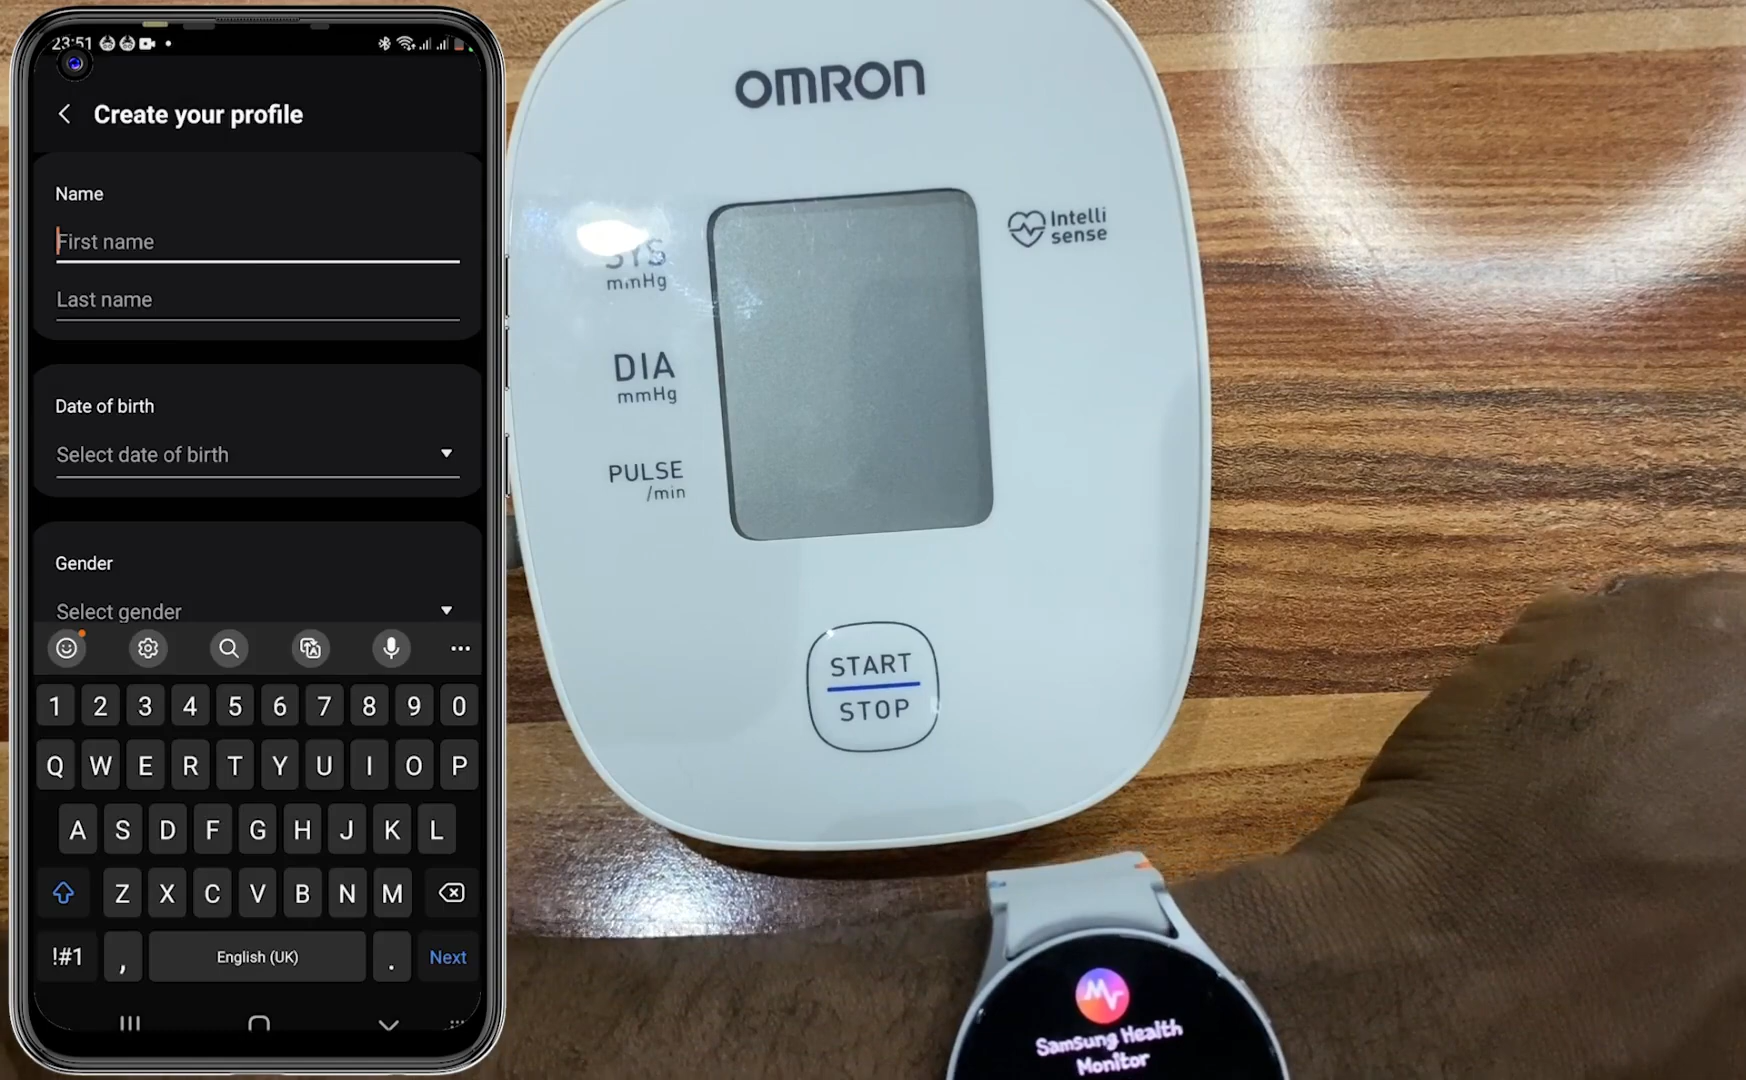 23:51
Create your profile
Name
First name
Last name
Date of birth
Select date of birth
Gender
Select gender
1 2 3 4 5 6 7 8 9 0
Q W E R T Y U I O P
A S D F G H J K L
Z X C V B N M
!#1 , English (UK) . Next
OMRON
Intelli
sense
SYS
mmHg
DIA
mmHg
PULSE
/min
START
STOP
Samsung Health
Monitor